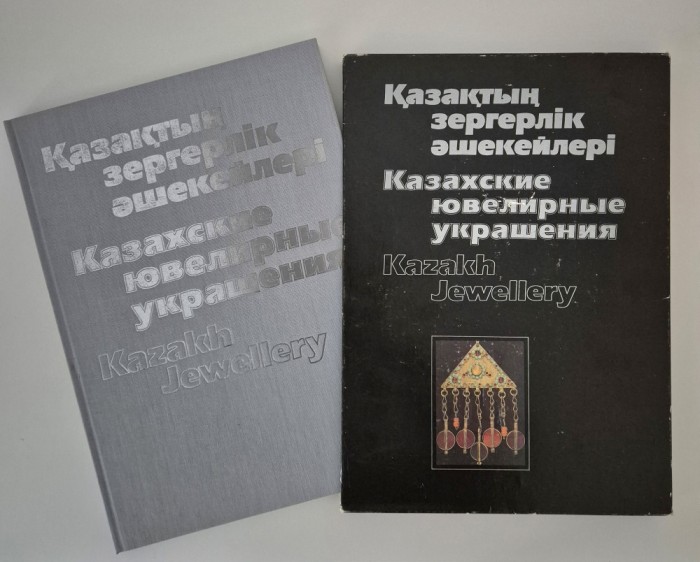 Қазақтың
зергерлік
әшекейлері
Казахские
ювелирные
украшения
Kazakh
Jewellery
Қазақтың
зергерлік
әшекейлері
Казахские
ювелирные
украшения
Kazakh
Jewellery